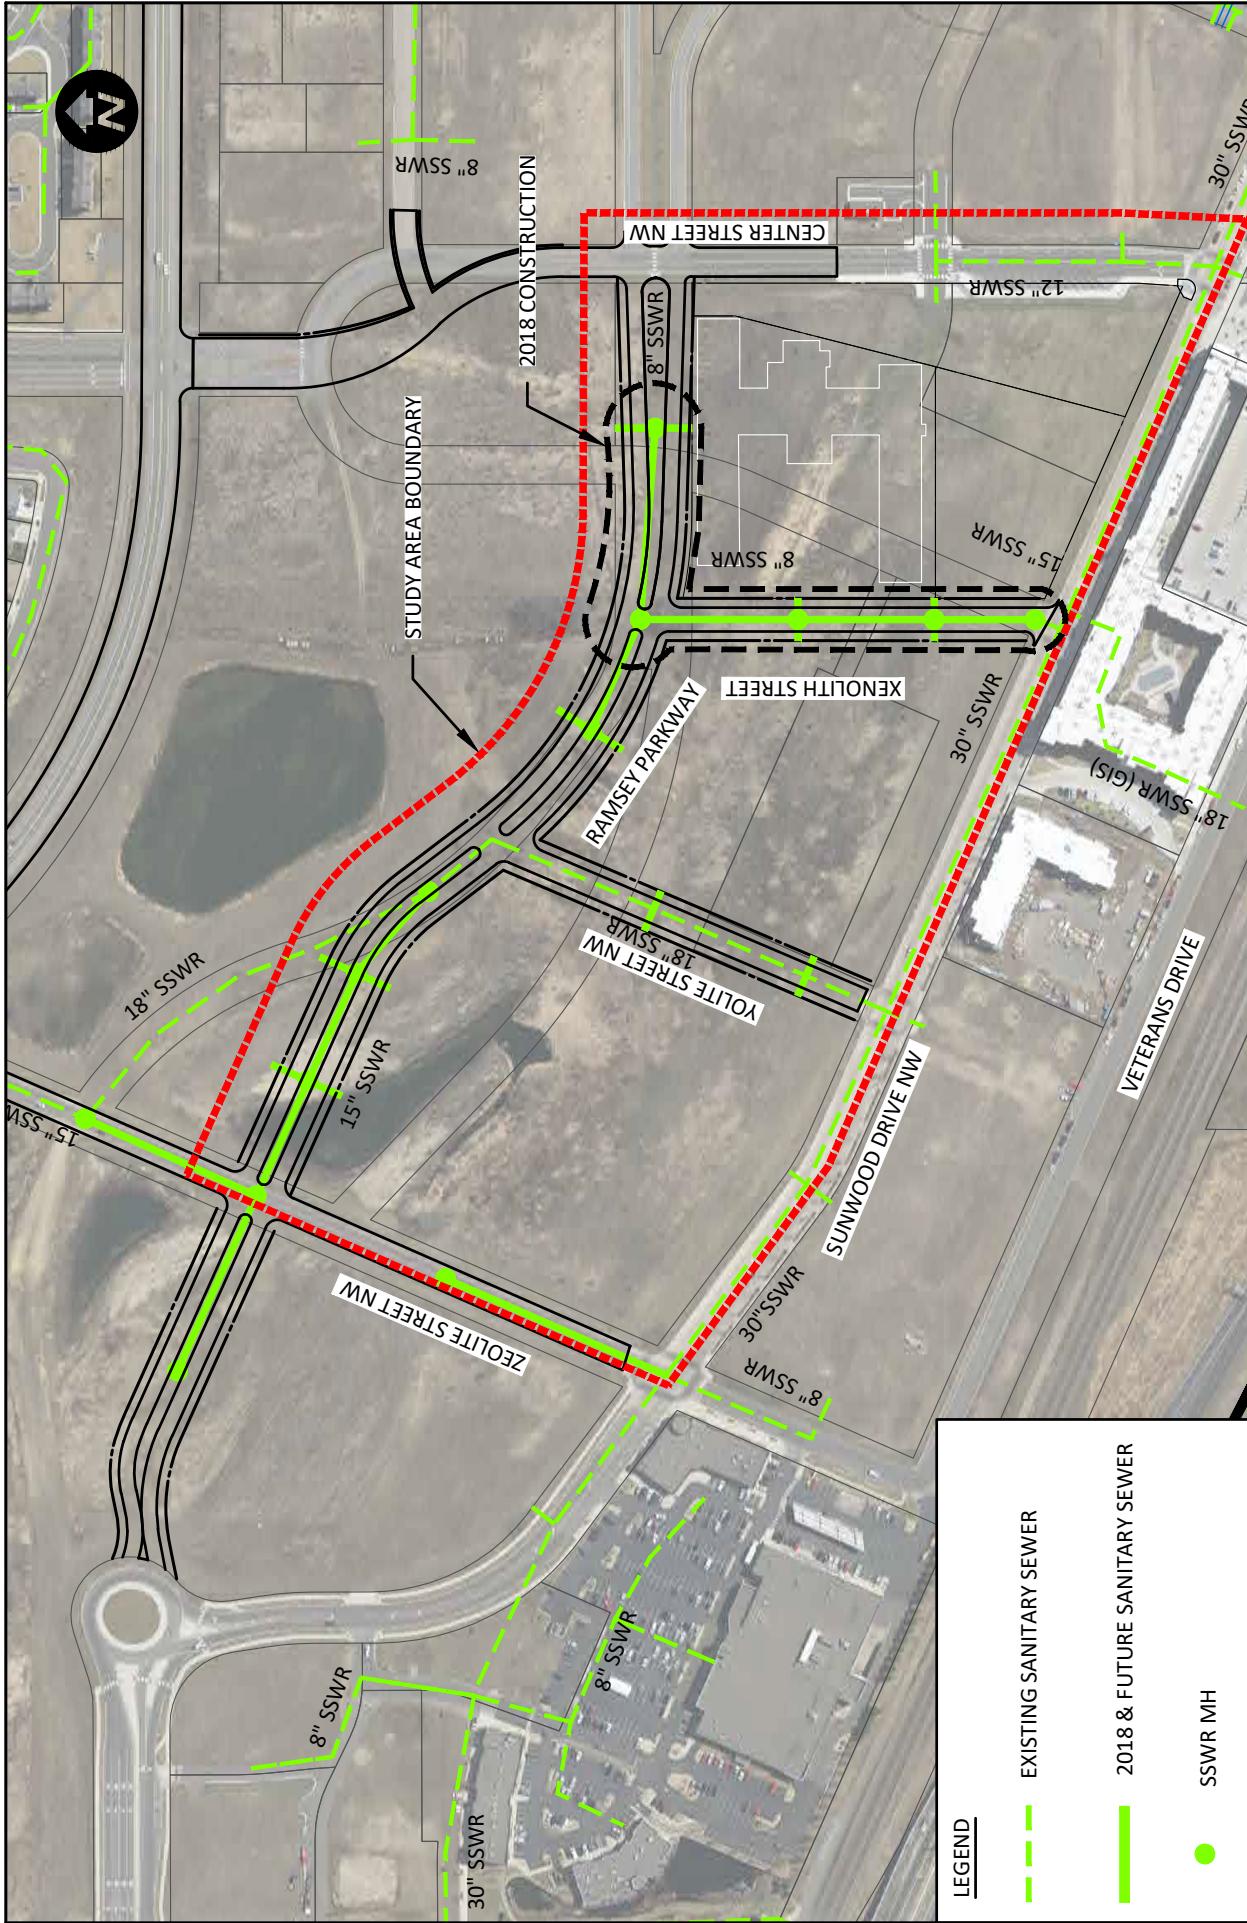 N
8" SSWR
2018 CONSTRUCTION
STUDY AREA BOUNDARY
CENTER STREET NW
30" SSWR
12" SSWR
8" SSWR
8" SSWR
15" SSWR
XENOLITH STREET
30" SSWR
RAMSEY PARKWAY
18" SSWR (GIS)
18" SSWR
YOLITE STREET NW
18" SSWR
15" SSWR
15" SSWR
VETERANS DRIVE
SUNWOOD DRIVE NW
ZEOLITE STREET NW
30"SSWR
8" SSWR
8" SSWR
8" SSWR
30" SSWR
LEGEND
EXISTING SANITARY SEWER
2018 & FUTURE SANITARY SEWER
SSWR MH